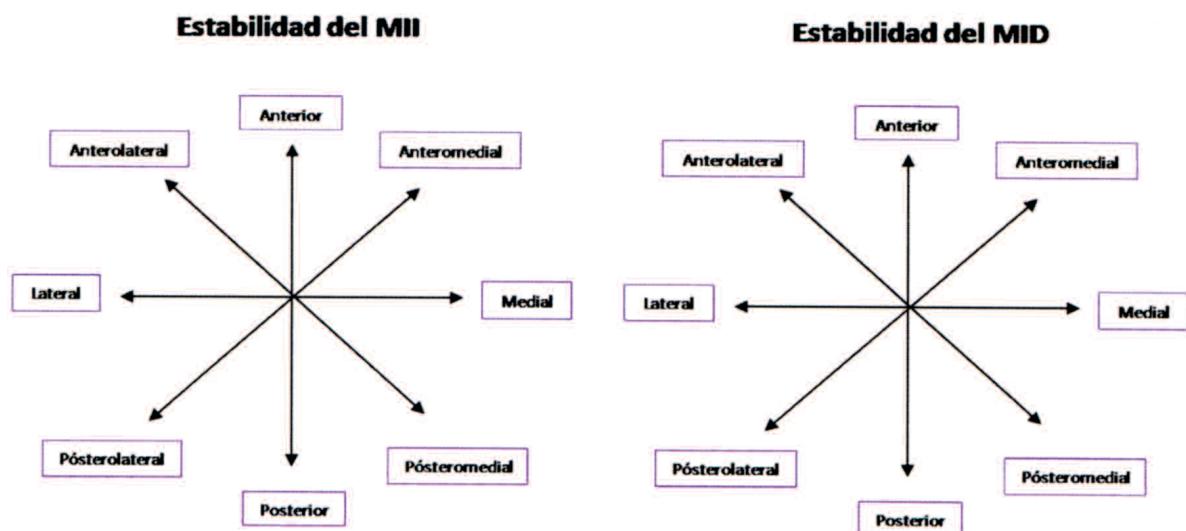 Estabilidad del MII
Anterior
Anterolateral
Anteromedial
Lateral
Medial
Pósterolateral
Pósteromedial
Posterior
Estabilidad del MID
Anterior
Anterolateral
Anteromedial
Lateral
Medial
Pósterolateral
Pósteromedial
Posterior